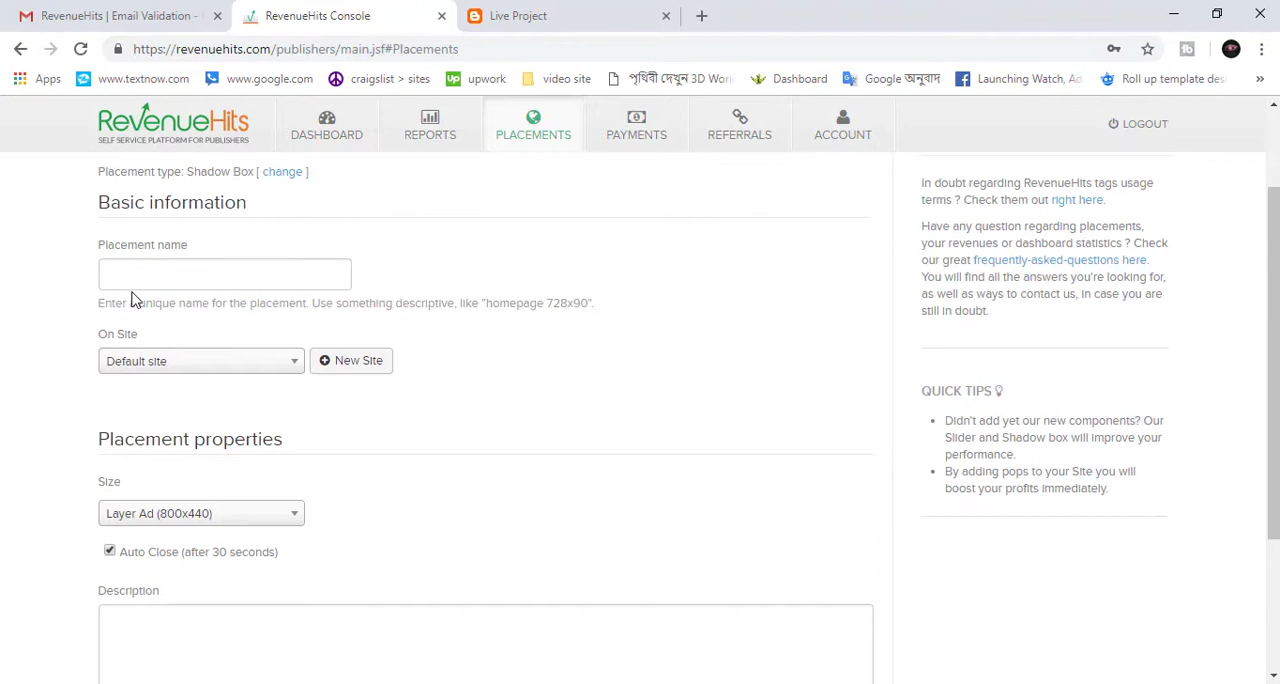 RevenueHits | Email Validation -
RevenueHits Console
Live Project
https://revenuehits.com/publishers/main.jsf#Placements
Apps
www.textnow.com
www.google.com
craigslist > sites
Up upwork
video site
পৃথিবী দেখুন 3D Wor
Dashboard
Google অনুবাদ
Launching Watch, Ad
Roll up template des
RevenueHits
SELF SERVICE PLATFORM FOR PUBLISHERS
DASHBOARD
REPORTS
PLACEMENTS
PAYMENTS
REFERRALS
ACCOUNT
LOGOUT
Placement type: Shadow Box [ change ]
Basic information
Placement name
Enter unique name for the placement. Use something descriptive, like "homepage 728x90".
On Site
Default site
New Site
Placement properties
Size
Layer Ad (800x440)
Auto Close (after 30 seconds)
Description
In doubt regarding RevenueHits tags usage
terms ? Check them out right here.
Have any question regarding placements,
your revenues or dashboard statistics ? Check
our great frequently-asked-questions here.
You will find all the answers you're looking for,
as well as ways to contact us, in case you are
still in doubt.
QUICK TIPS
Didn't add yet our new components? Our
Slider and Shadow box will improve your
performance.
By adding pops to your Site you will
boost your profits immediately.